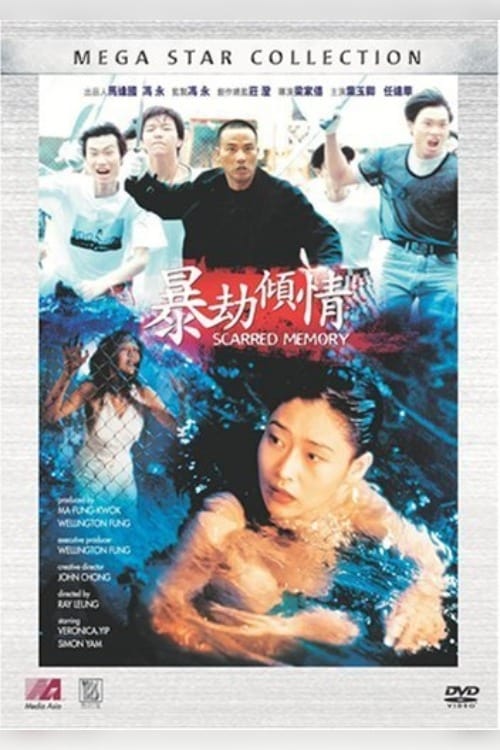 MEGA STAR COLLECTION
出品人馬逢國 馮永 監製馮永 創作總監莊澄 導演梁家僑 主演葉玉卿 任達華
暴劫傾情
SCARRED MEMORY
produced by
MA FUNG-KWOK
WELLINGTON FUNG
executive producer
WELLINGTON FUNG
creative director
JOHN CHONG
directed by
RAY LEUNG
starring
VERONICA.YIP
SIMON YAM
Media Asia
DVD
VIDEO